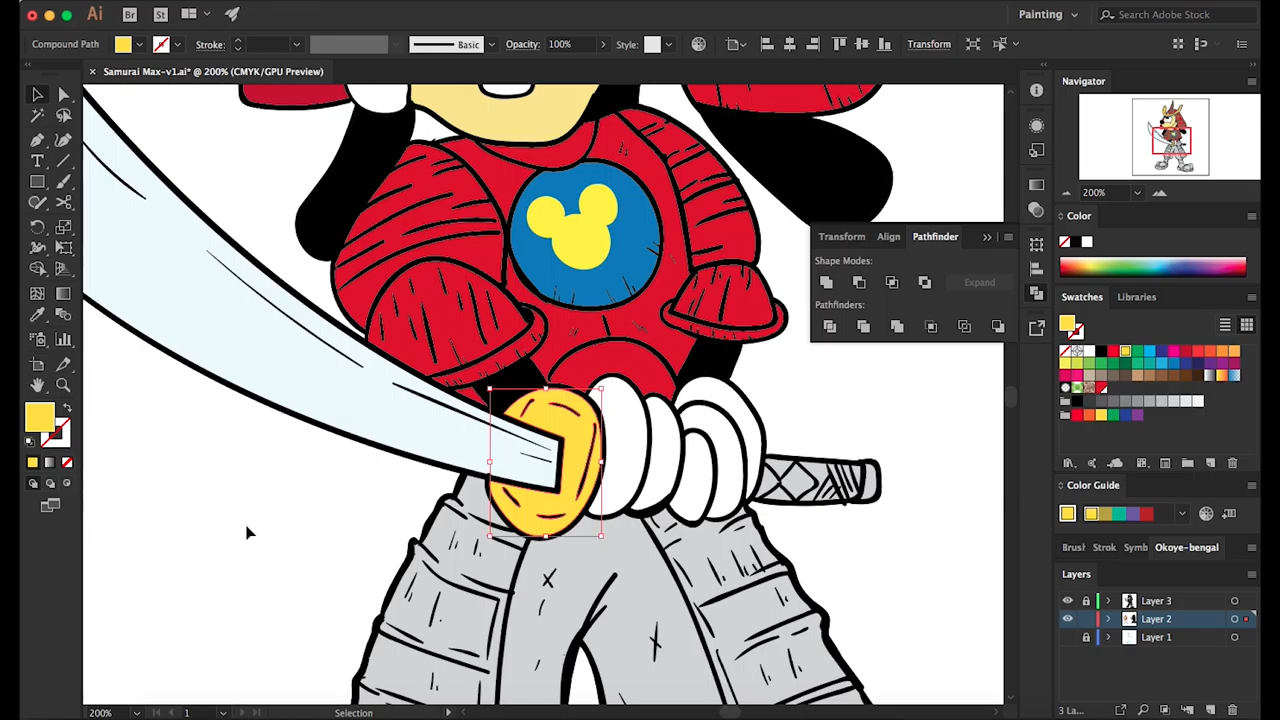 Ai Br St Painting Search Adobe Stock
Compound Path Stroke: Basic Opacity: 100% Style: Transform
× Samurai Max-v1.ai* @ 200% (CMYK/GPU Preview)
Navigator
200%
Color
Transform Align Pathfinder
Shape Modes:
Expand
Pathfinders:
Swatches Libraries
Color Guide
Brush Strok Symb Okoye-bengal
Layers
Layer 3
Layer 2
Layer 1
200% 1 Selection 3 La...